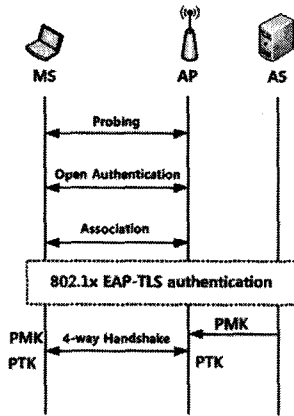 MS AP AS
Probing
Open Authentication
Association
802.1x EAP-TLS authentication
PMK
PMK 4-way Handshake
PTK PTK